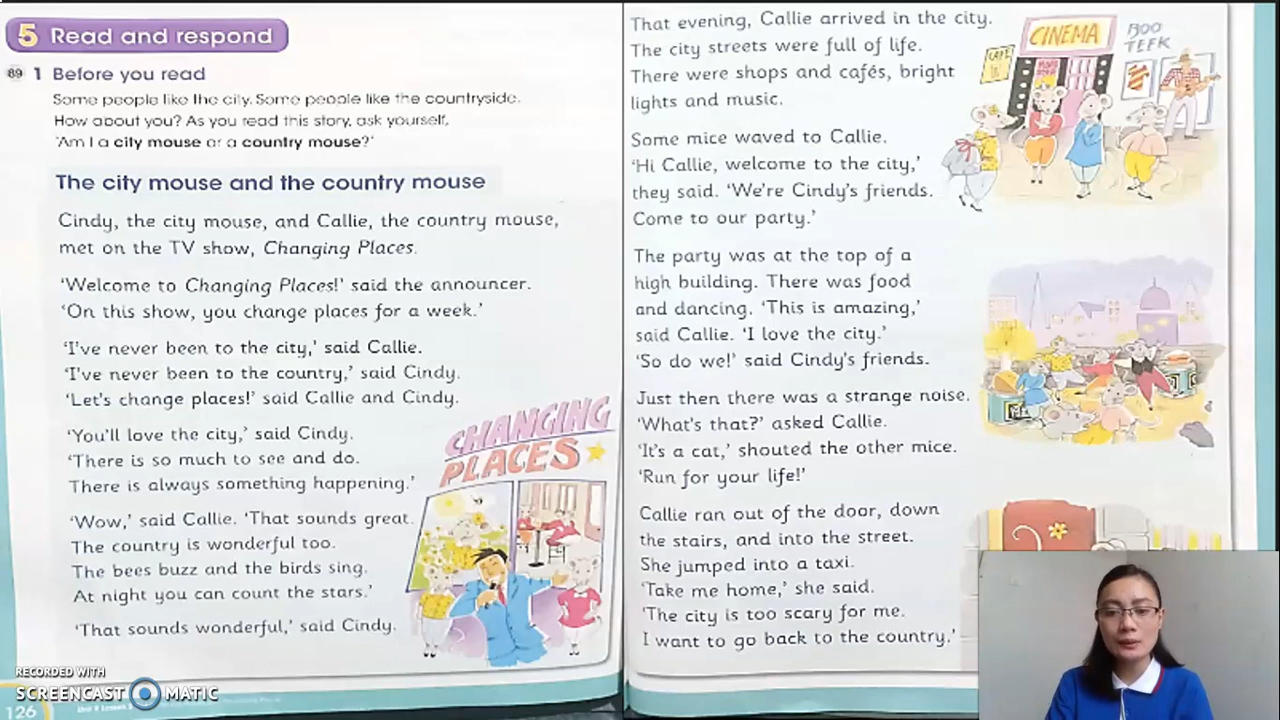 5 Read and respond
89 1 Before you read
Some people like the city. Some people like the countryside.
How about you? As you read this story, ask yourself,
'Am I a city mouse or a country mouse?'
The city mouse and the country mouse
Cindy, the city mouse, and Callie, the country mouse,
met on the TV show, Changing Places.
'Welcome to Changing Places!' said the announcer.
'On this show, you change places for a week.'
'I've never been to the city,' said Callie.
'I've never been to the country,' said Cindy.
'Let's change places!' said Callie and Cindy.
'You'll love the city,' said Cindy.
'There is so much to see and do.
There is always something happening.'
'Wow,' said Callie. 'That sounds great.
The country is wonderful too.
The bees buzz and the birds sing.
At night you can count the stars.'
'That sounds wonderful,' said Cindy.
CHANGING
PLACES
RECORDED WITH
SCREENCAST MATIC
126
That evening, Callie arrived in the city.
The city streets were full of life.
There were shops and cafés, bright
lights and music.
Some mice waved to Callie.
'Hi Callie, welcome to the city,'
they said. 'We're Cindy's friends.
Come to our party.'
The party was at the top of a
high building. There was food
and dancing. 'This is amazing,'
said Callie. 'I love the city.'
'So do we!' said Cindy's friends.
Just then there was a strange noise.
'What's that?' asked Callie.
'It's a cat,' shouted the other mice.
'Run for your life!'
Callie ran out of the door, down
the stairs, and into the street.
She jumped into a taxi.
'Take me home,' she said.
'The city is too scary for me.
I want to go back to the country.'
CINEMA
CAFE